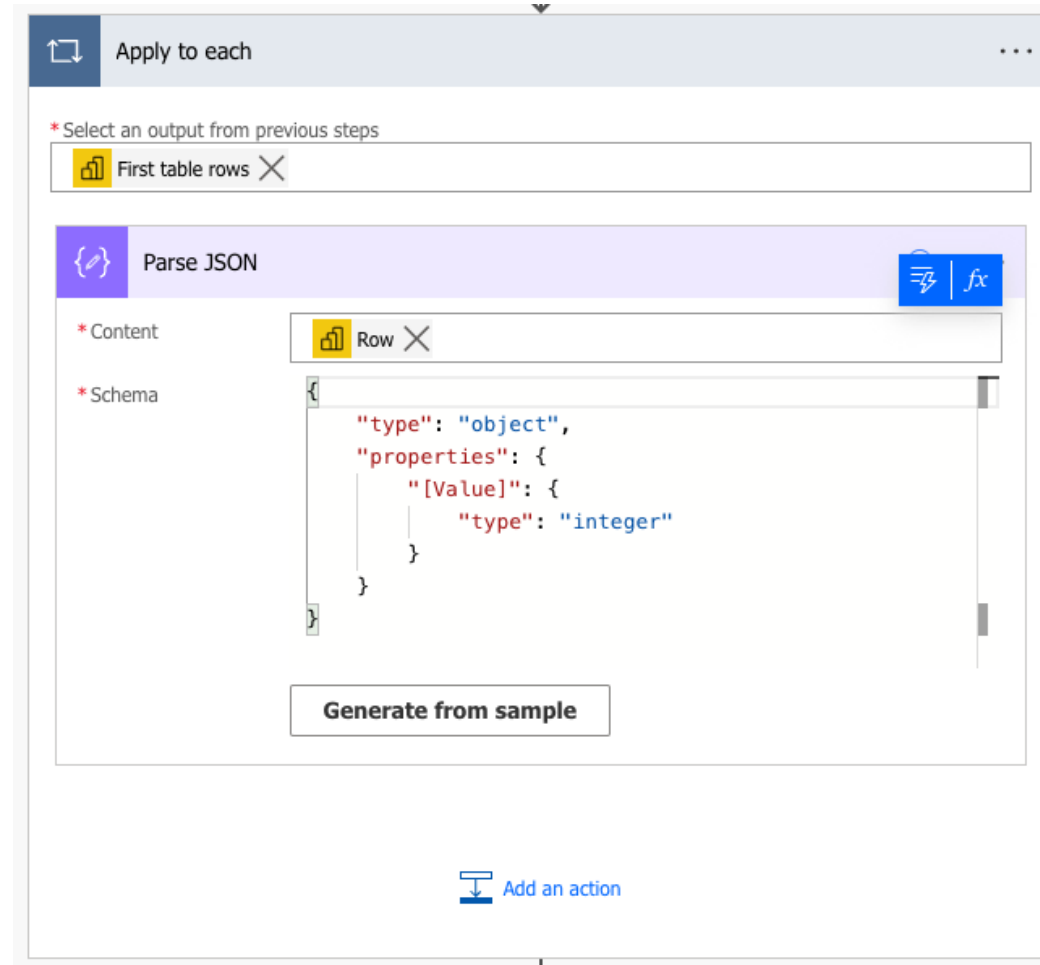 Apply to each
* Select an output from previous steps
First table rows
Parse JSON
fx
* Content
Row
* Schema
{
"type": "object",
"properties": {
"[Value]": {
"type": "integer"
}
}
}
Generate from sample
Add an action